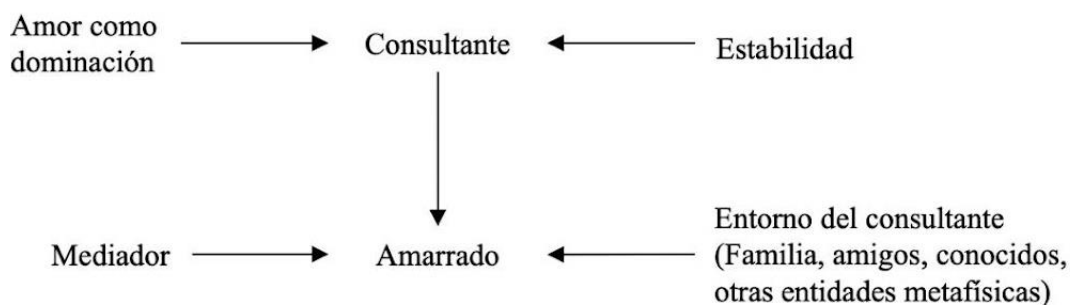 Amor como
dominación
Consultante
Estabilidad
Mediador
Amarrado
Entorno del consultante
(Familia, amigos, conocidos,
otras entidades metafísicas)